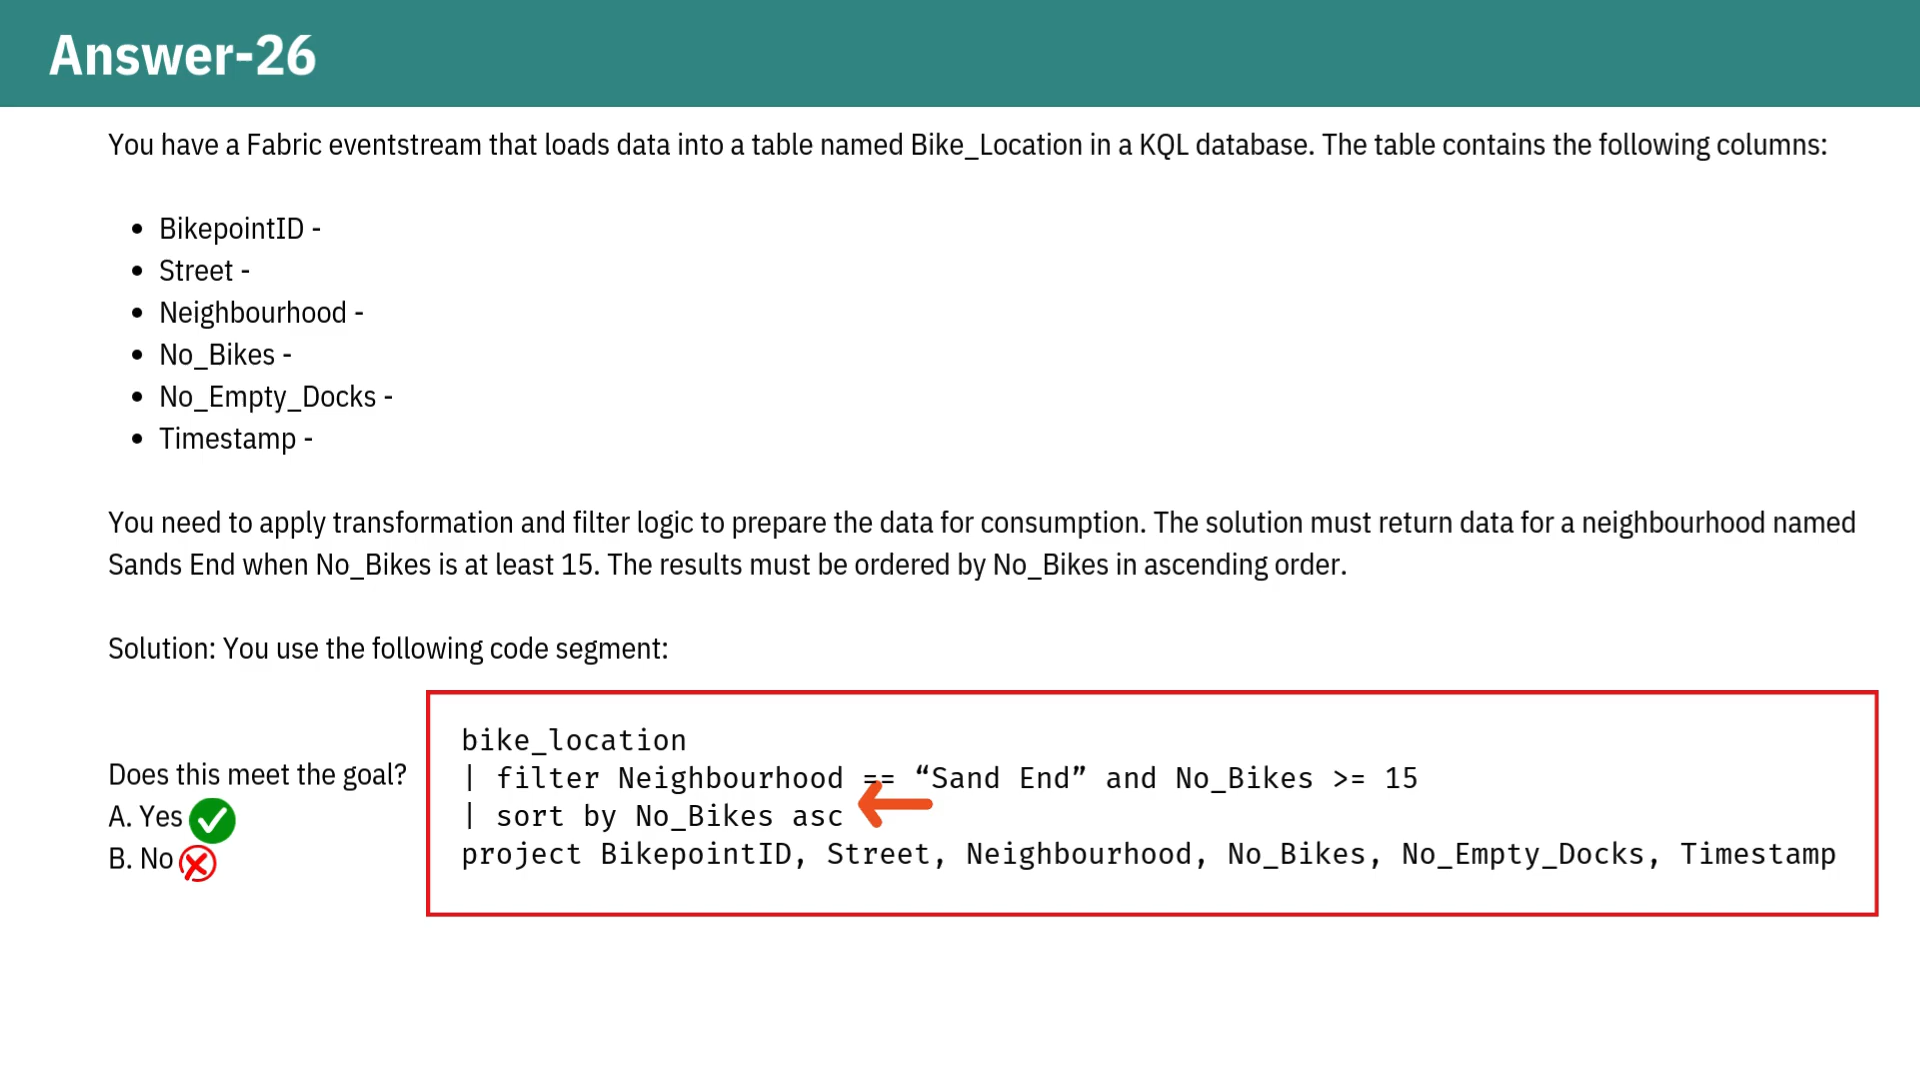 Answer-26
You have a Fabric eventstream that loads data into a table named Bike_Location in a KQL database. The table contains the following columns:
• BikepointID -
• Street -
• Neighbourhood -
• No_Bikes -
• No_Empty_Docks -
• Timestamp -
You need to apply transformation and filter logic to prepare the data for consumption. The solution must return data for a neighbourhood named
Sands End when No_Bikes is at least 15. The results must be ordered by No_Bikes in ascending order.
Solution: You use the following code segment:
Does this meet the goal?
A. Yes
B. No
bike_location
| filter Neighbourhood == “Sand End” and No_Bikes >= 15
| sort by No_Bikes asc
project BikepointID, Street, Neighbourhood, No_Bikes, No_Empty_Docks, Timestamp